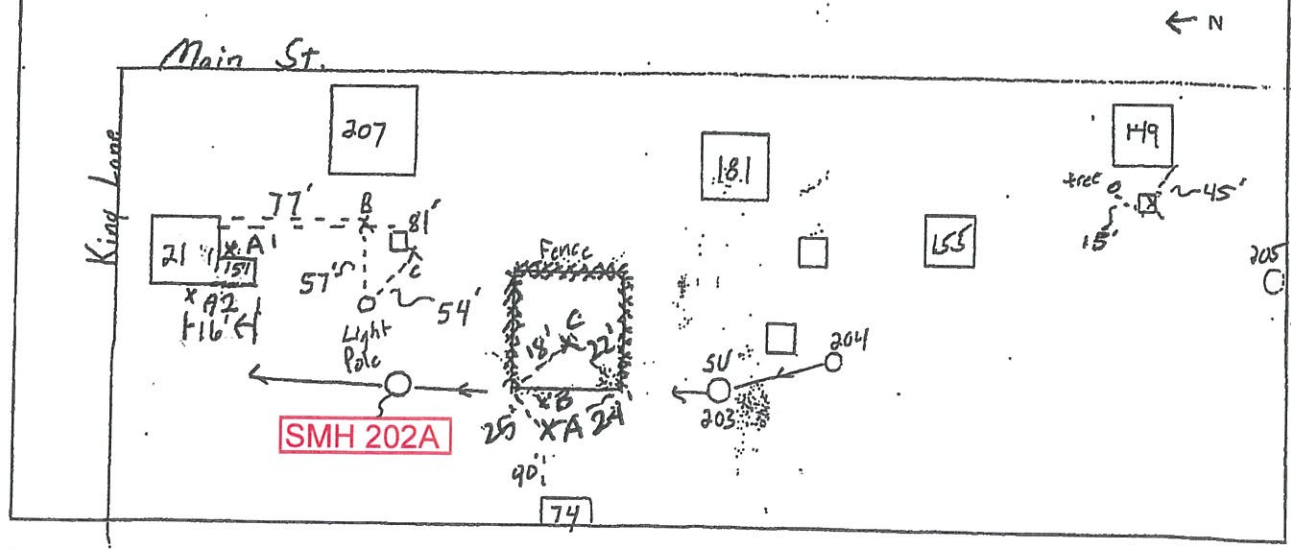 ← N
Main St.
King Lane
207
181
149
tree
45'
15'
77'
B
81'
A1
151
C
155
205
57'
54'
A2
16'
Light
Pole
Fence
C
18'
22'
204
SU
203
B
25'
A
24'
SMH 202A
90'
74